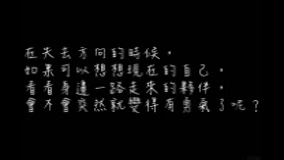 在失去方向的時候，
如果可以想想現在的自己，
看看身邊一路走來的夥伴，
會不會突然就變得有勇氣了呢？